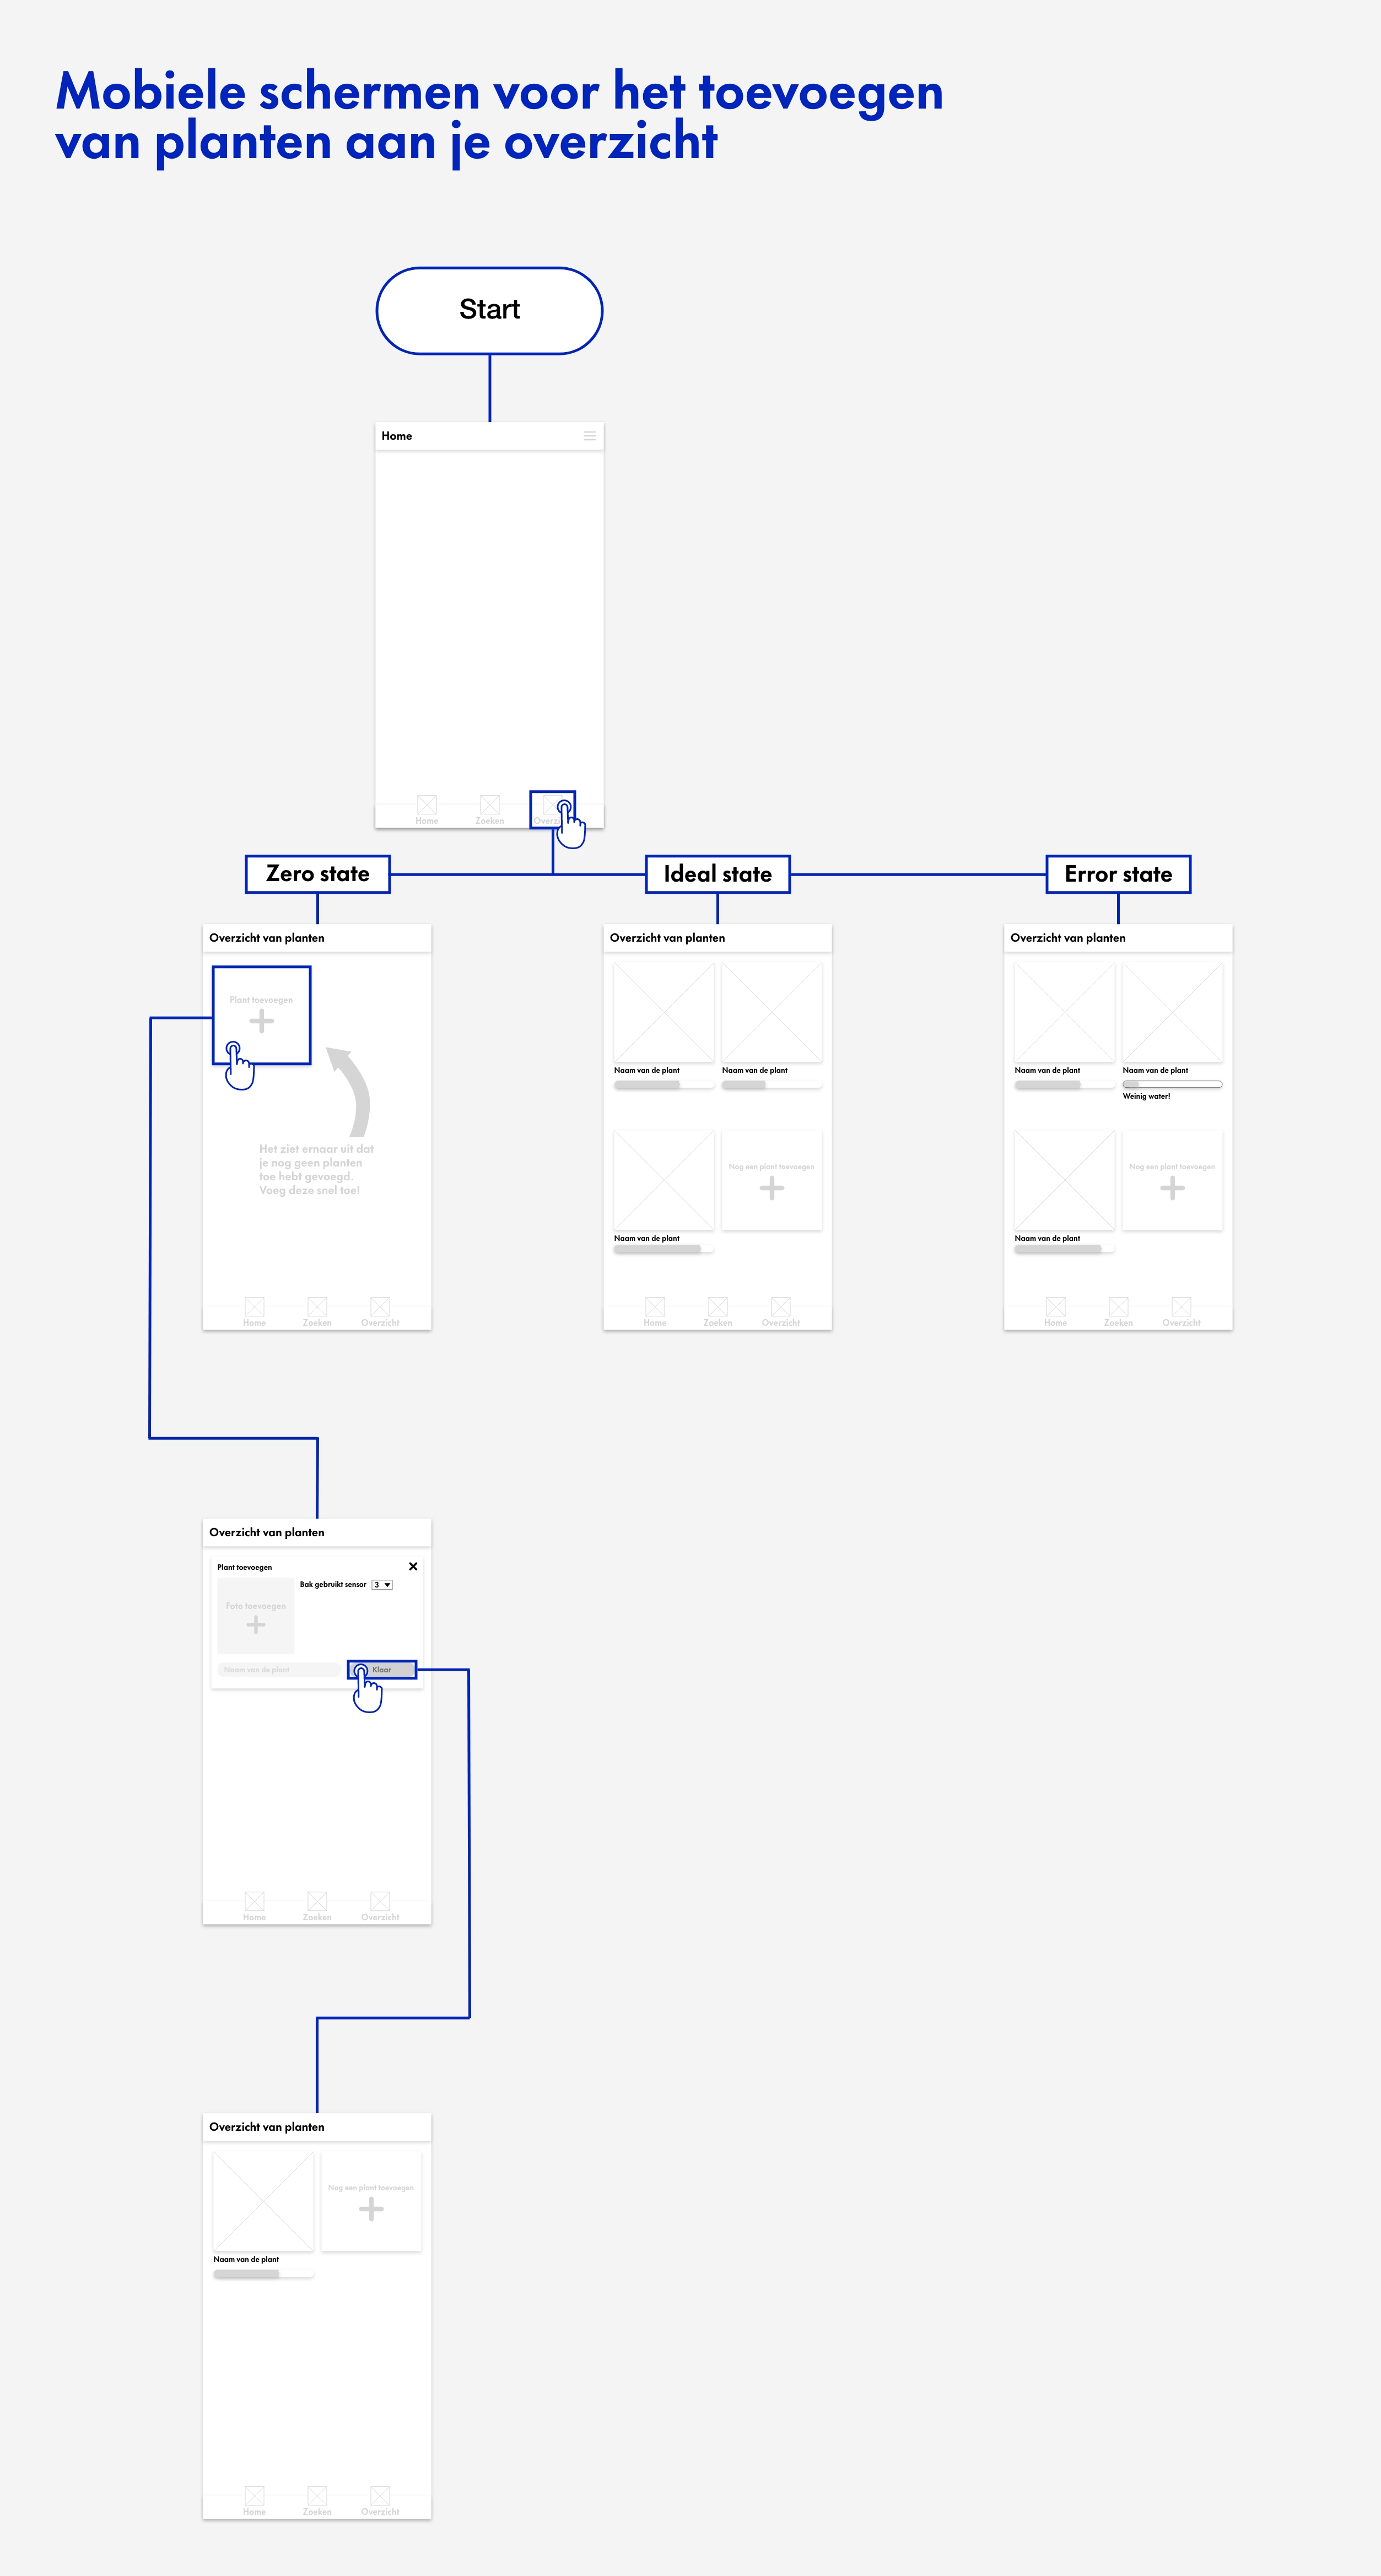 Mobiele schermen voor het toevoegen
van planten aan je overzicht
Start
Home
Home Zoeken Overzi
Zero state
Ideal state
Error state
Overzicht van planten
Plant toevoegen
Het ziet ernaar uit dat
je nog geen planten
toe hebt gevoegd.
Voeg deze snel toe!
Home Zoeken Overzicht
Overzicht van planten
Naam van de plant Naam van de plant
Nog een plant toevoegen
Naam van de plant
Home Zoeken Overzicht
Overzicht van planten
Naam van de plant Naam van de plant
Weinig water!
Nog een plant toevoegen
Naam van de plant
Home Zoeken Overzicht
Overzicht van planten
Plant toevoegen
Bak gebruikt sensor 3
Foto toevoegen
Naam van de plant Klaar
Home Zoeken Overzicht
Overzicht van planten
Nog een plant toevoegen
Naam van de plant
Home Zoeken Overzicht